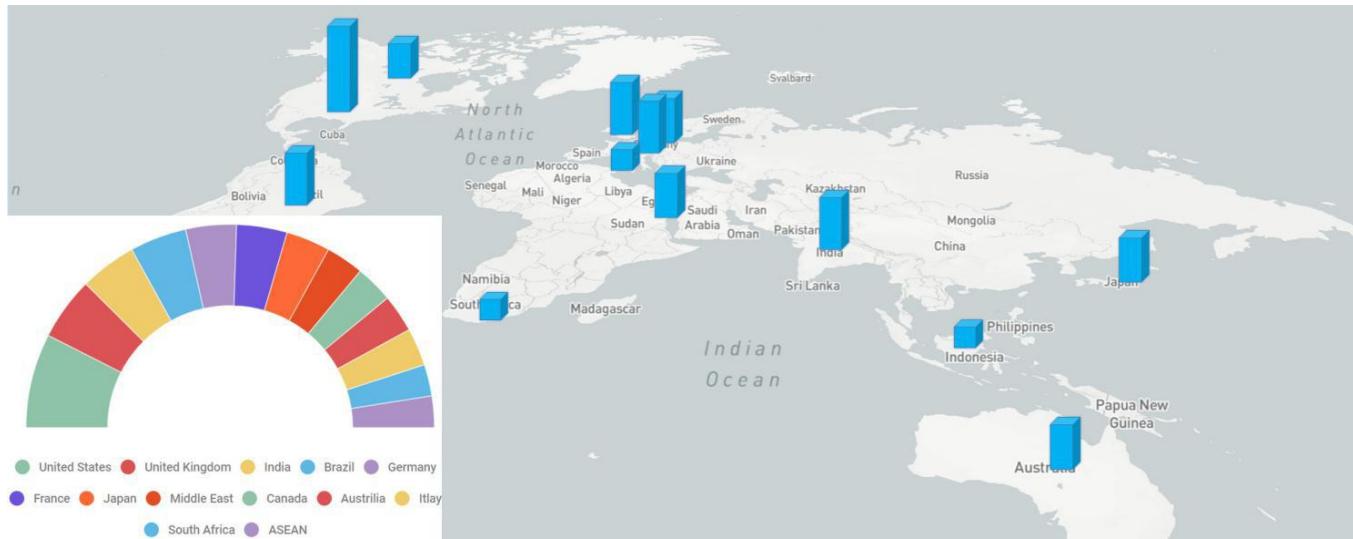 Svalbard
North
Atlantic
Ocean
Sweden
Cuba
Spain
Ukraine
Morocco
Algeria
Senegal
Mali
Libya
Niger
Bolivia
Sudan
Saudi
Arabia
Iran
Oman
Pakistan
Kazakhstan
Russia
Mongolia
China
India
Sri Lanka
Japan
Namibia
Madagascar
Philippines
Indonesia
Indian
Ocean
Papua New
Guinea
Australia
United States United Kingdom India Brazil Germany
France Japan Middle East Canada Austrilia Itlay
South Africa ASEAN